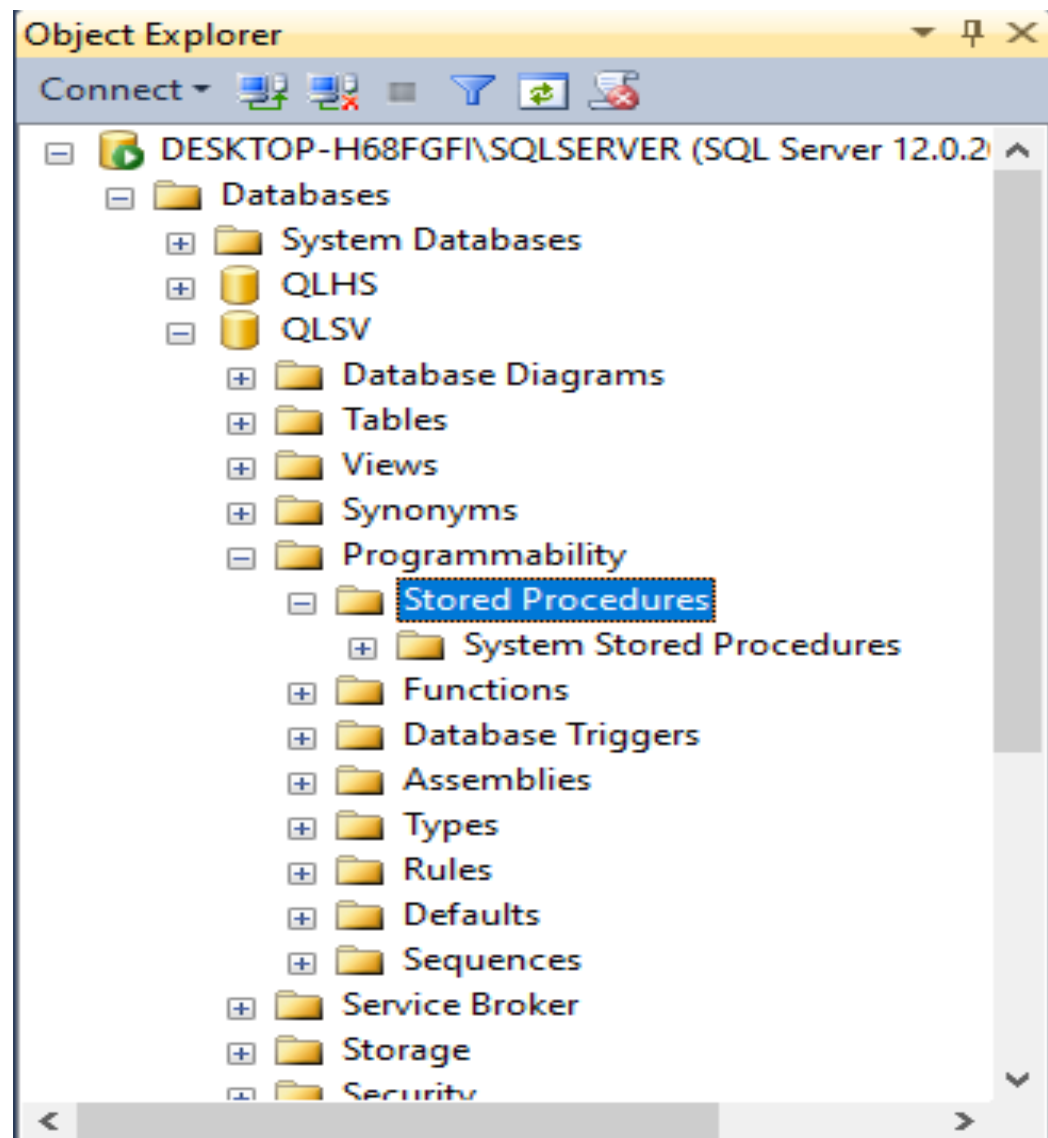 Object Explorer
Connect
DESKTOP-H68FGFI\SQLSERVER (SQL Server 12.0.2
Databases
System Databases
QLHS
QLSV
Database Diagrams
Tables
Views
Synonyms
Programmability
Stored Procedures
System Stored Procedures
Functions
Database Triggers
Assemblies
Types
Rules
Defaults
Sequences
Service Broker
Storage
Security